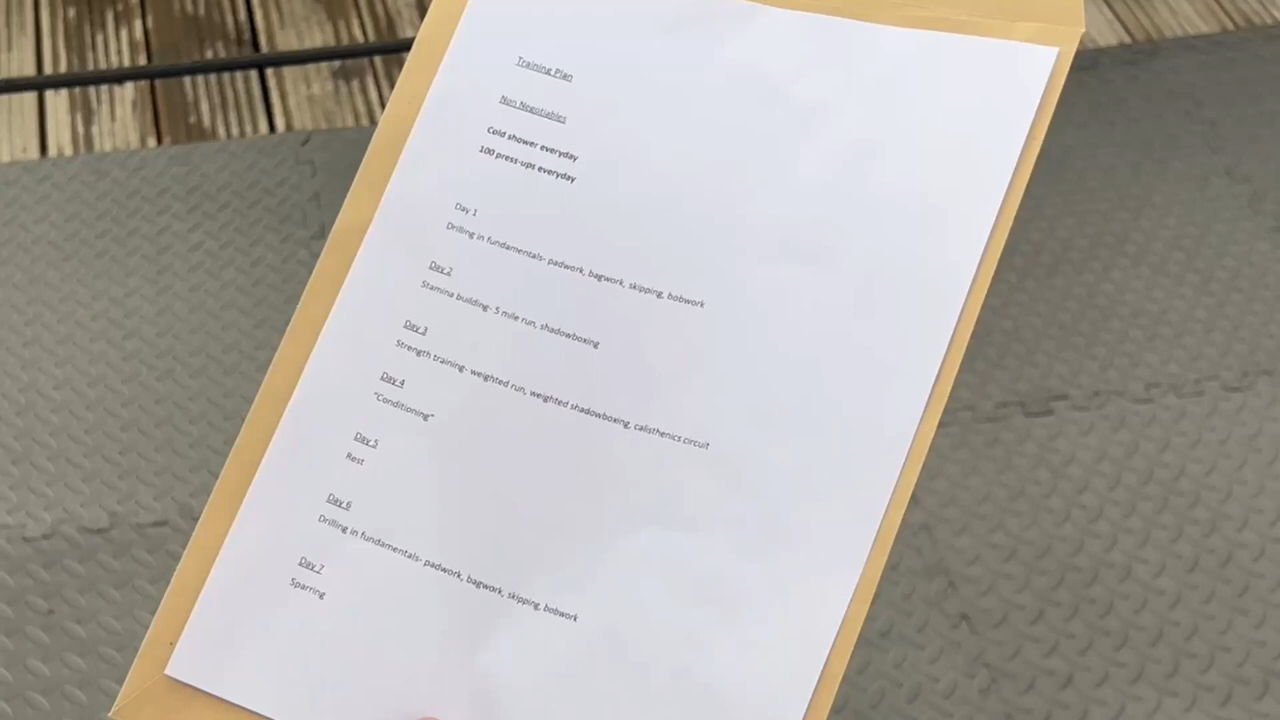 Training Plan
Non Negotiables
Cold shower everyday
100 press-ups everyday
Day 1
Drilling in fundamentals- padwork, bagwork, skipping, bobwork
Day 2
Stamina building- 5 mile run, shadowboxing
Day 3
Strength training- weighted run, weighted shadowboxing, calisthenics circuit
Day 4
"Conditioning"
Day 5
Rest
Day 6
Drilling in fundamentals- padwork, bagwork, skipping, bobwork
Day 7
Sparring